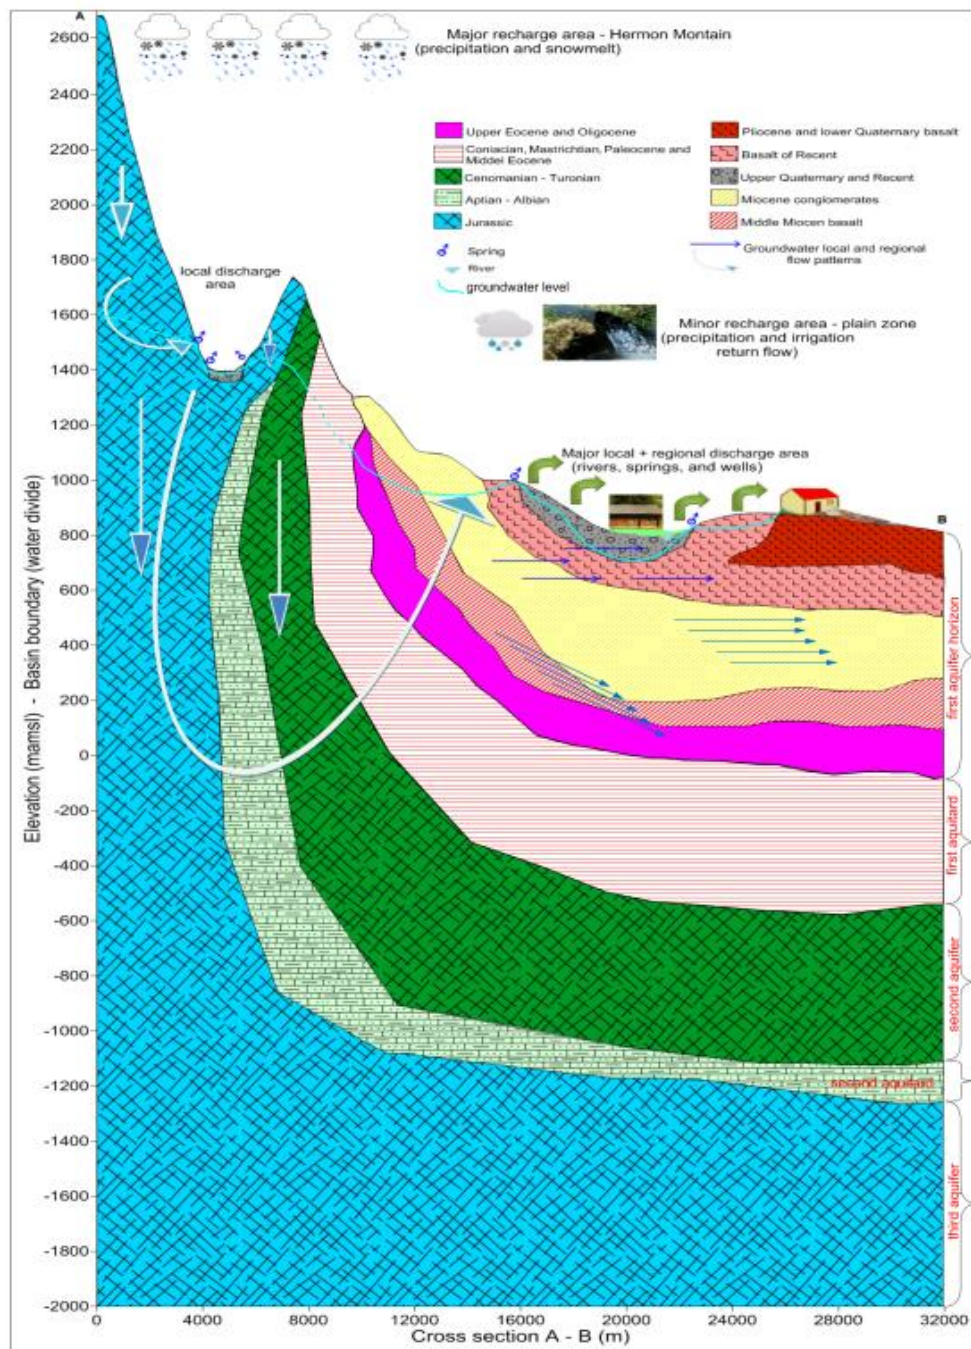 A
Major recharge area - Hermon Montain
(precipitation and snowmelt)
2600
2400
2200
2000
1800
1600
1400
1200
1000
800
600
400
200
0
-200
-400
-600
-800
-1000
-1200
-1400
-1600
-1800
-2000
Elevation (mamsl) - Basin boundary (water divide)
Upper Eocene and Oligocene
Coniacian, Mastrichtian, Paleocene and
Middel Eocene
Cenomanian - Turonian
Aptian - Albian
Jurassic
Spring
River
groundwater level
Pliocene and lower Quaternary basalt
Basalt of Recent
Upper Quaternary and Recent
Miocene conglomerates
Middle Miocen basalt
Groundwater local and regional
flow patterns
local discharge
area
Minor recharge area - plain zone
(precipitation and irrigation
return flow)
Major local + regional discharge area
(rivers, springs, and wells)
B
first aquifer horizon
first aquitard
second aquifer
second aquitard
third aquifer
0
4000
8000
12000
16000
20000
24000
28000
32000
Cross section A - B (m)